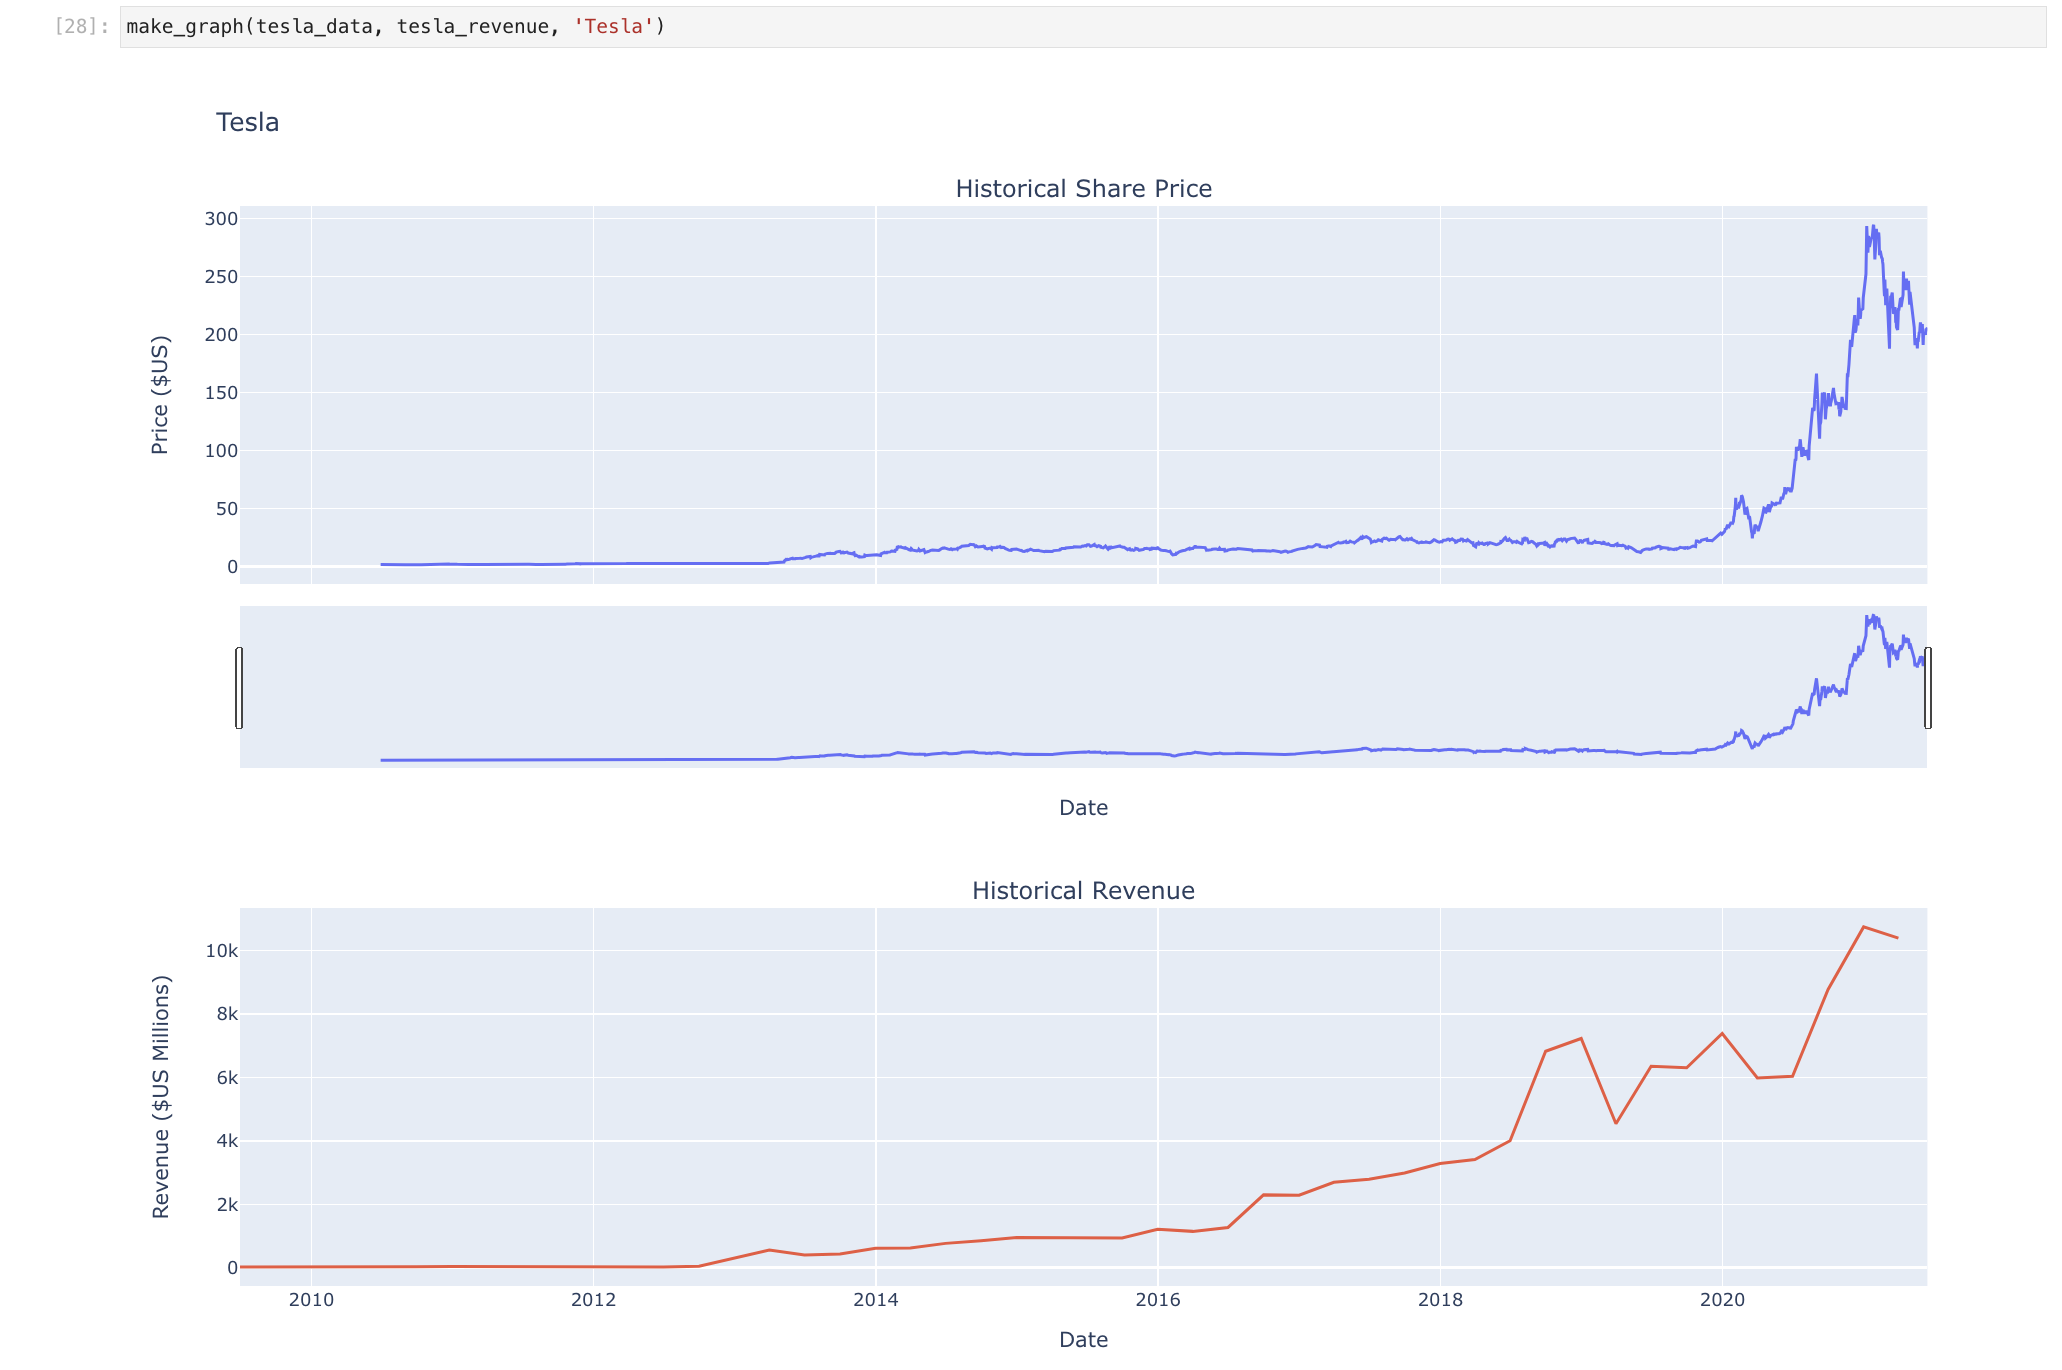 [28]: make_graph(tesla_data, tesla_revenue, 'Tesla')
Tesla
Historical Share Price
Price ($US)
300
250
200
150
100
50
0
Date
Historical Revenue
Revenue ($US Millions)
10k
8k
6k
4k
2k
0
2010 2012 2014 2016 2018 2020
Date